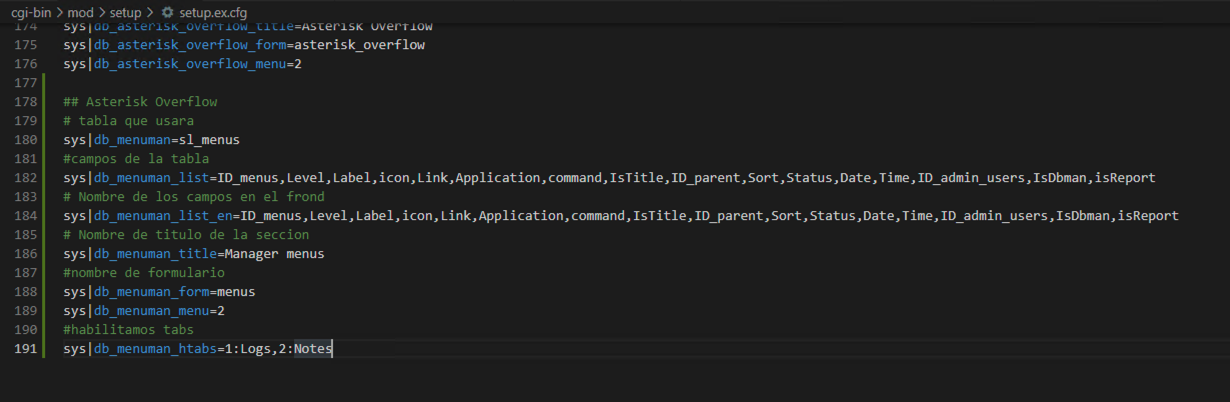 cgi-bin > mod > setup > setup.ex.cfg
174 sys|db_asterisk_overflow_title=Asterisk Overflow
175 sys|db_asterisk_overflow_form=asterisk_overflow
176 sys|db_asterisk_overflow_menu=2
177
178 ## Asterisk Overflow
179 # tabla que usara
180 sys|db_menuman=sl_menus
181 #campos de la tabla
182 sys|db_menuman_list=ID_menus,Level,Label,icon,Link,Application,command,IsTitle,ID_parent,Sort,Status,Date,Time,ID_admin_users,IsDbman,isReport
183 # Nombre de los campos en el frond
184 sys|db_menuman_list_en=ID_menus,Level,Label,icon,Link,Application,command,IsTitle,ID_parent,Sort,Status,Date,Time,ID_admin_users,IsDbman,isReport
185 # Nombre de titulo de la seccion
186 sys|db_menuman_title=Manager menus
187 #nombre de formulario
188 sys|db_menuman_form=menus
189 sys|db_menuman_menu=2
190 #habilitamos tabs
191 sys|db_menuman_htabs=1:Logs,2:Notes